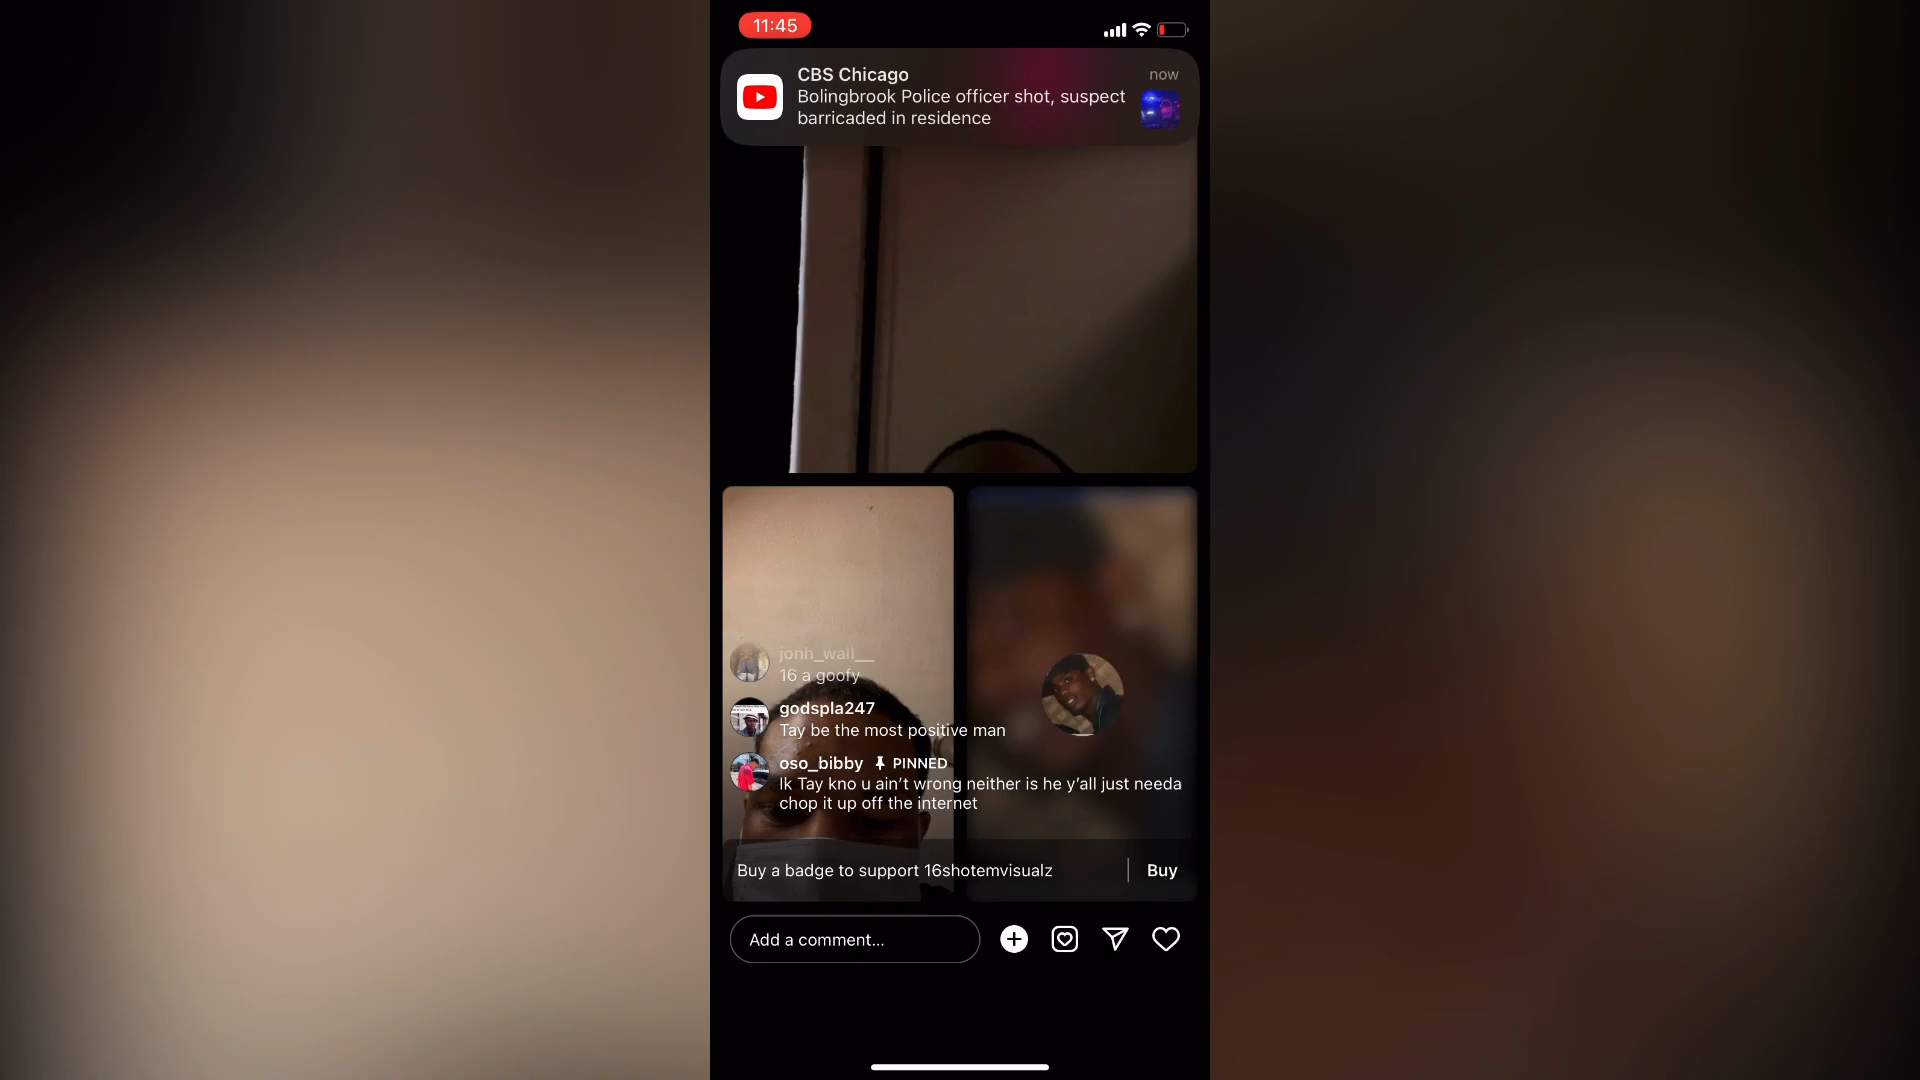 11:45
CBS Chicago
now
Bolingbrook Police officer shot, suspect
barricaded in residence
jonh_wall__
16 a goofy
godspla247
Tay be the most positive man
oso_bibby PINNED
Ik Tay kno u ain’t wrong neither is he y’all just needa
chop it up off the internet
Buy a badge to support 16shotemvisualz
Buy
Add a comment...